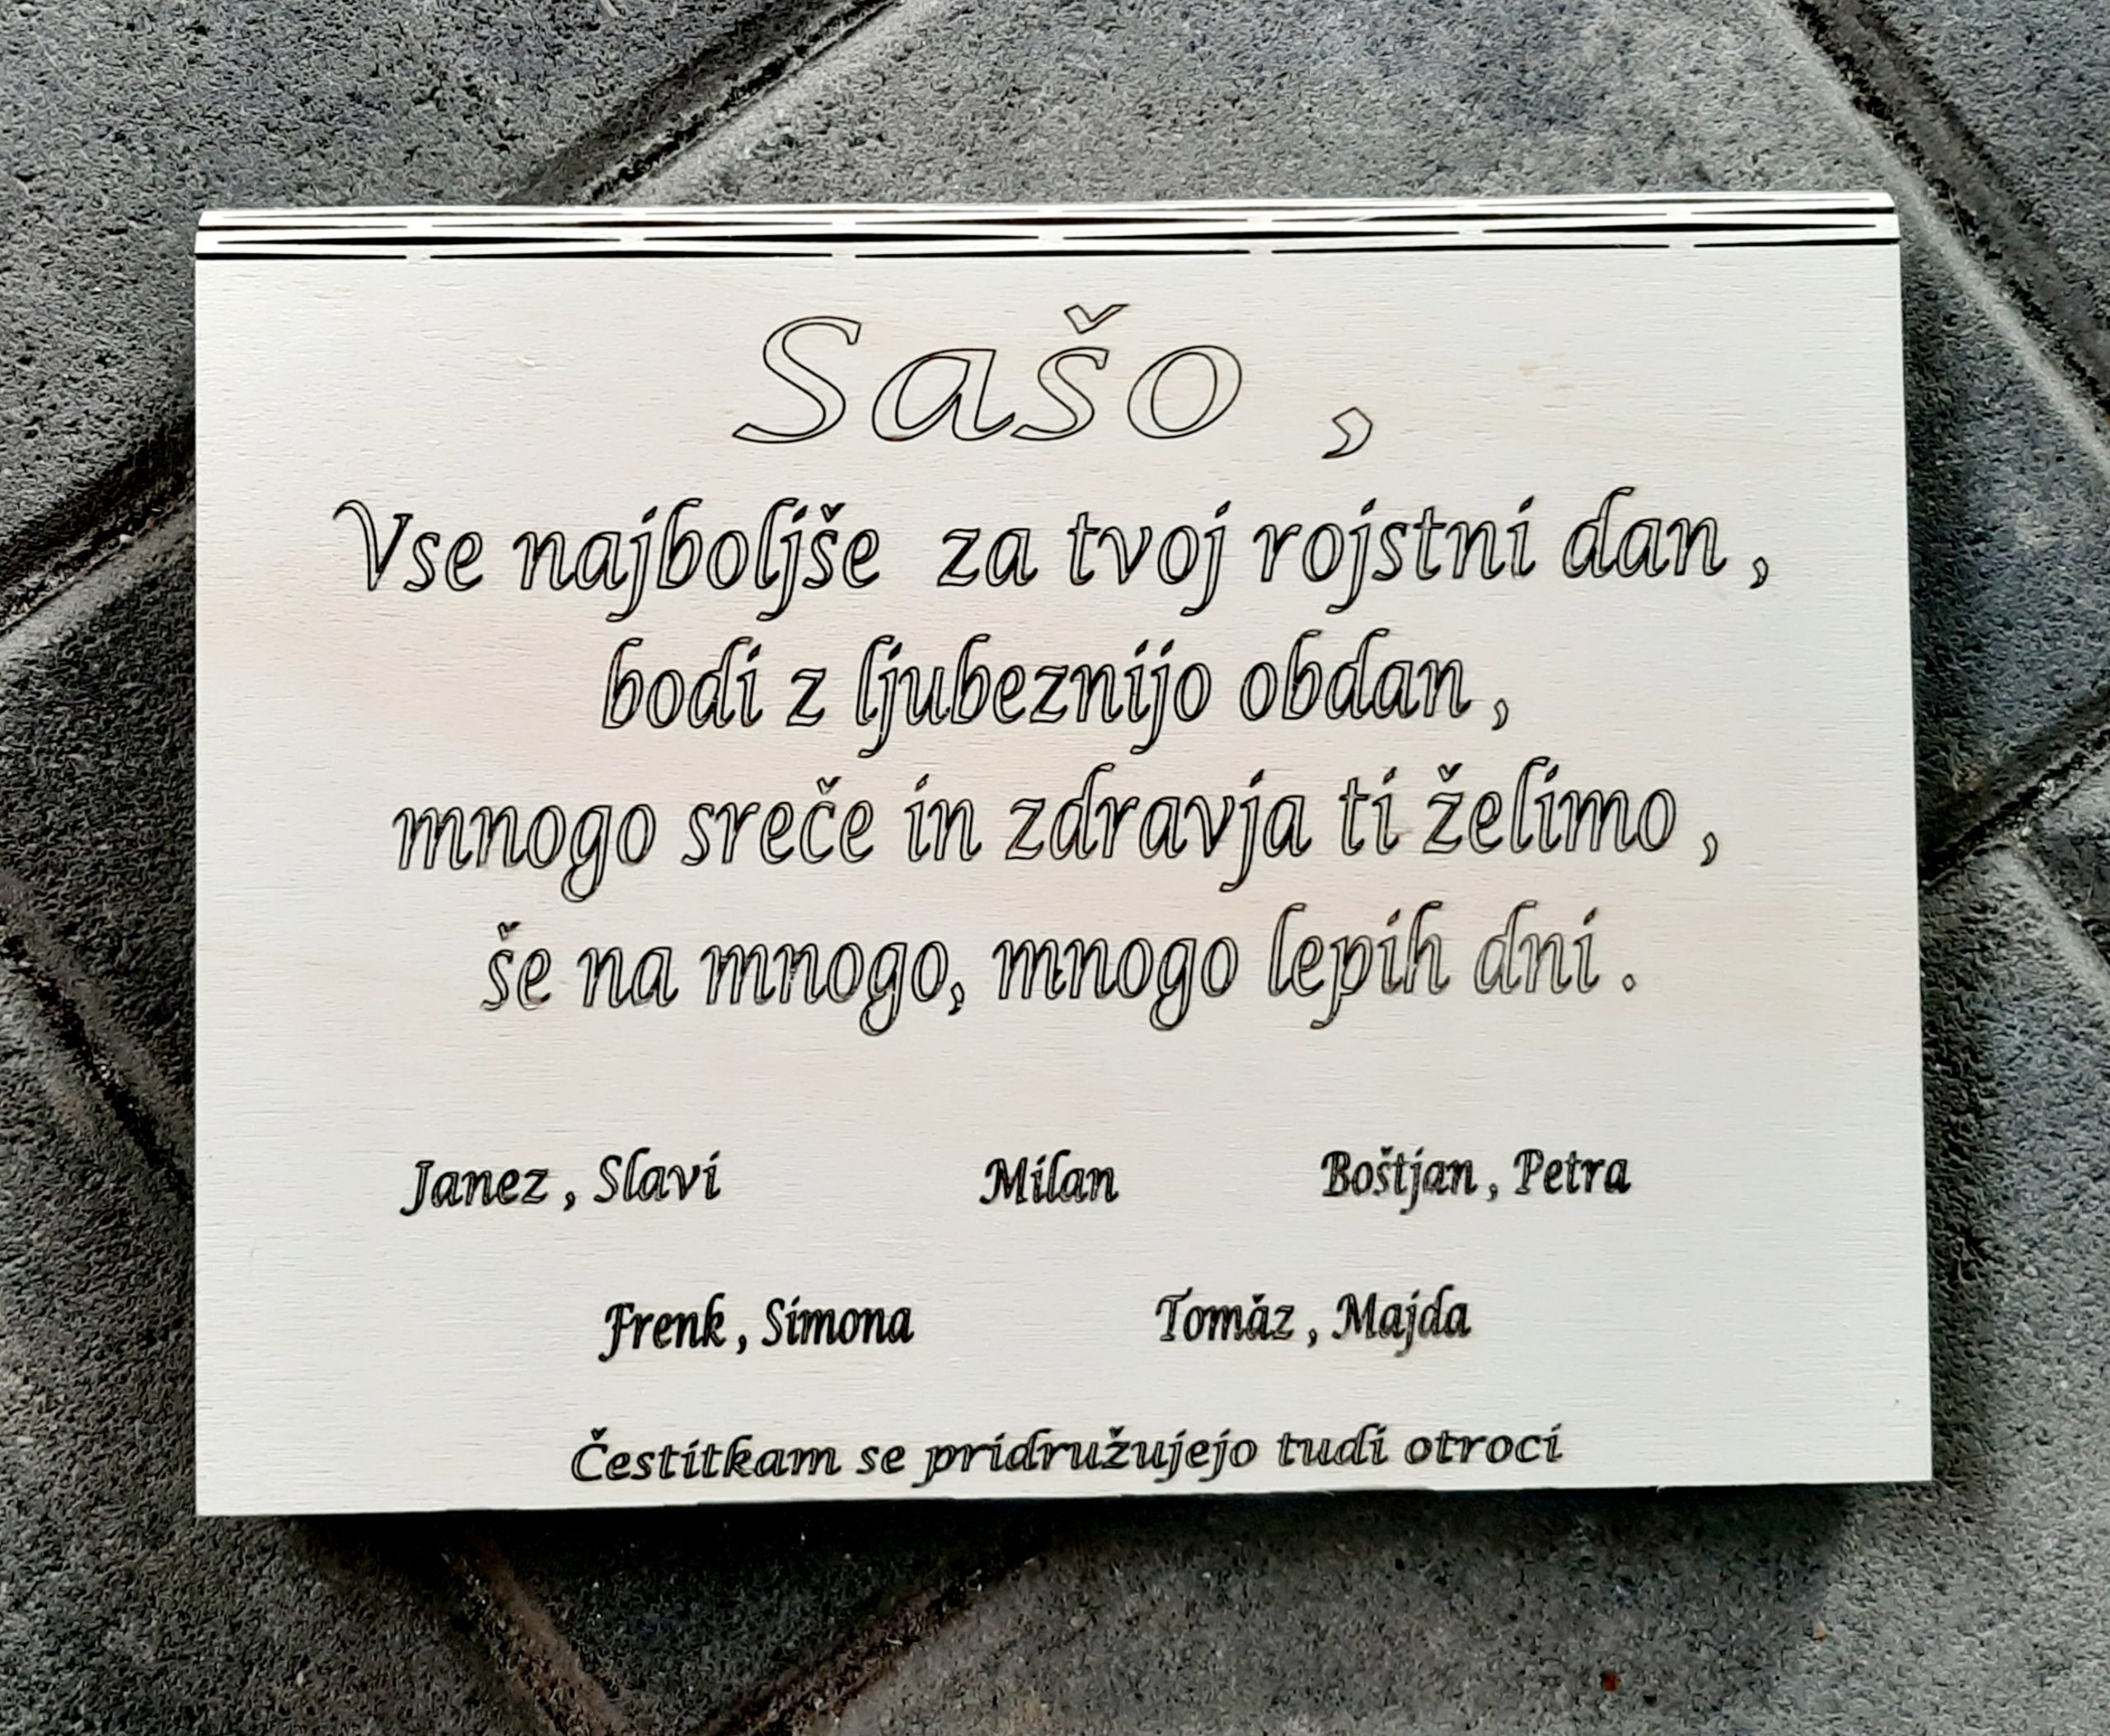 Sašo ,
Vse najboljše za tvoj rojstni dan ,
bodi z ljubeznijo obdan ,
mnogo sreče in zdravja ti želimo ,
še na mnogo, mnogo lepih dni .
Janez , Slavi Milan Boštjan , Petra
Frenk , Simona Tomǎz , Majda
Čestitkam se pridružujejo tudi otroci